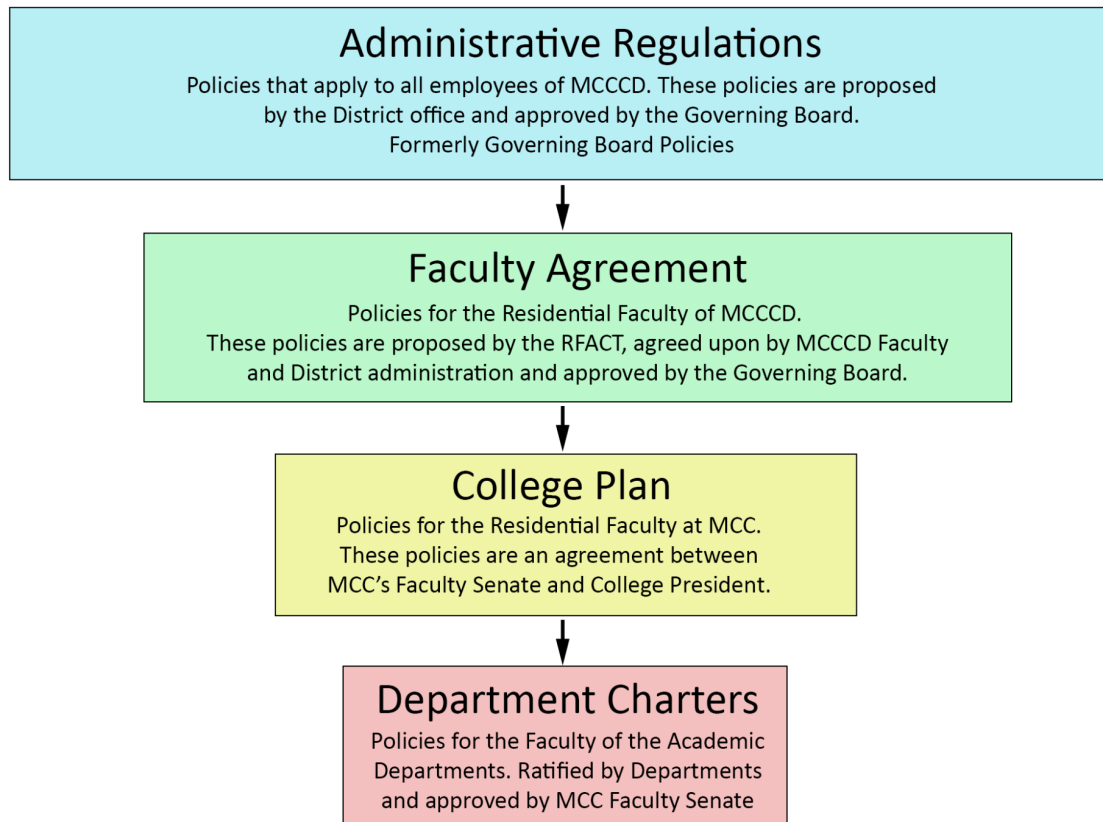 Administrative Regulations
Policies that apply to all employees of MCCCD. These policies are proposed
by the District office and approved by the Governing Board.
Formerly Governing Board Policies
Faculty Agreement
Policies for the Residential Faculty of MCCCD.
These policies are proposed by the RFACT, agreed upon by MCCCD Faculty
and District administration and approved by the Governing Board.
College Plan
Policies for the Residential Faculty at MCC.
These policies are an agreement between
MCC’s Faculty Senate and College President.
Department Charters
Policies for the Faculty of the Academic
Departments. Ratified by Departments
and approved by MCC Faculty Senate